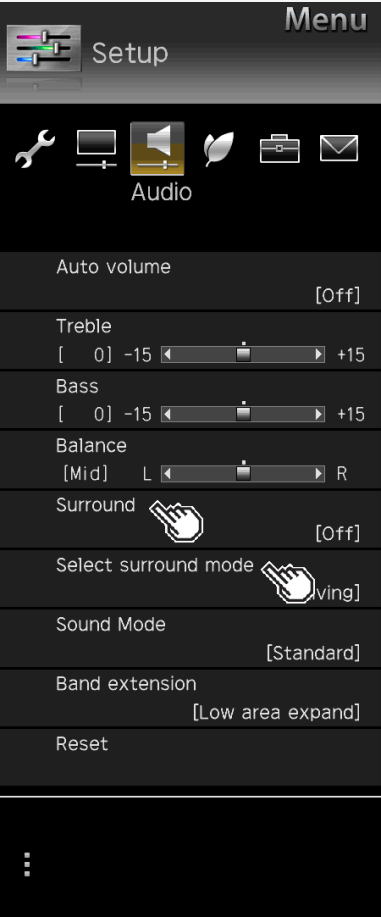 Menu
Setup
Audio
Auto volume
[Off]
Treble
[ 0] -15 +15
Bass
[ 0] -15 +15
Balance
[Mid] L R
Surround
[Off]
Select surround mode
Sound Mode
[Standard]
Band extension
[Low area expand]
Reset